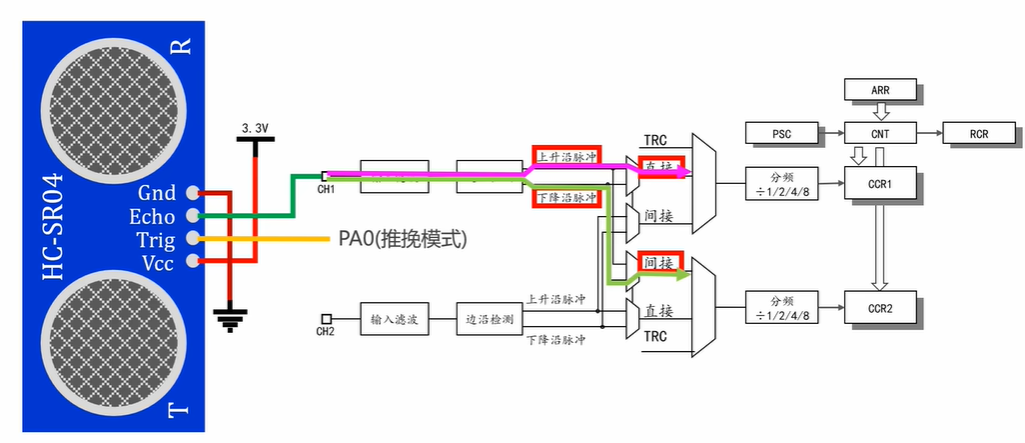 HC-SR04
R
T
Gnd
Echo
Trig
Vcc
3.3V
PA0(推挽模式)
CH1
上升沿脉冲
下降沿脉冲
TRC
直接
间接
间接
直接
TRC
CH2
输入滤波
边沿检测
上升沿脉冲
下降沿脉冲
分频
÷1/2/4/8
分频
÷1/2/4/8
ARR
PSC
CNT
RCR
CCR1
CCR2